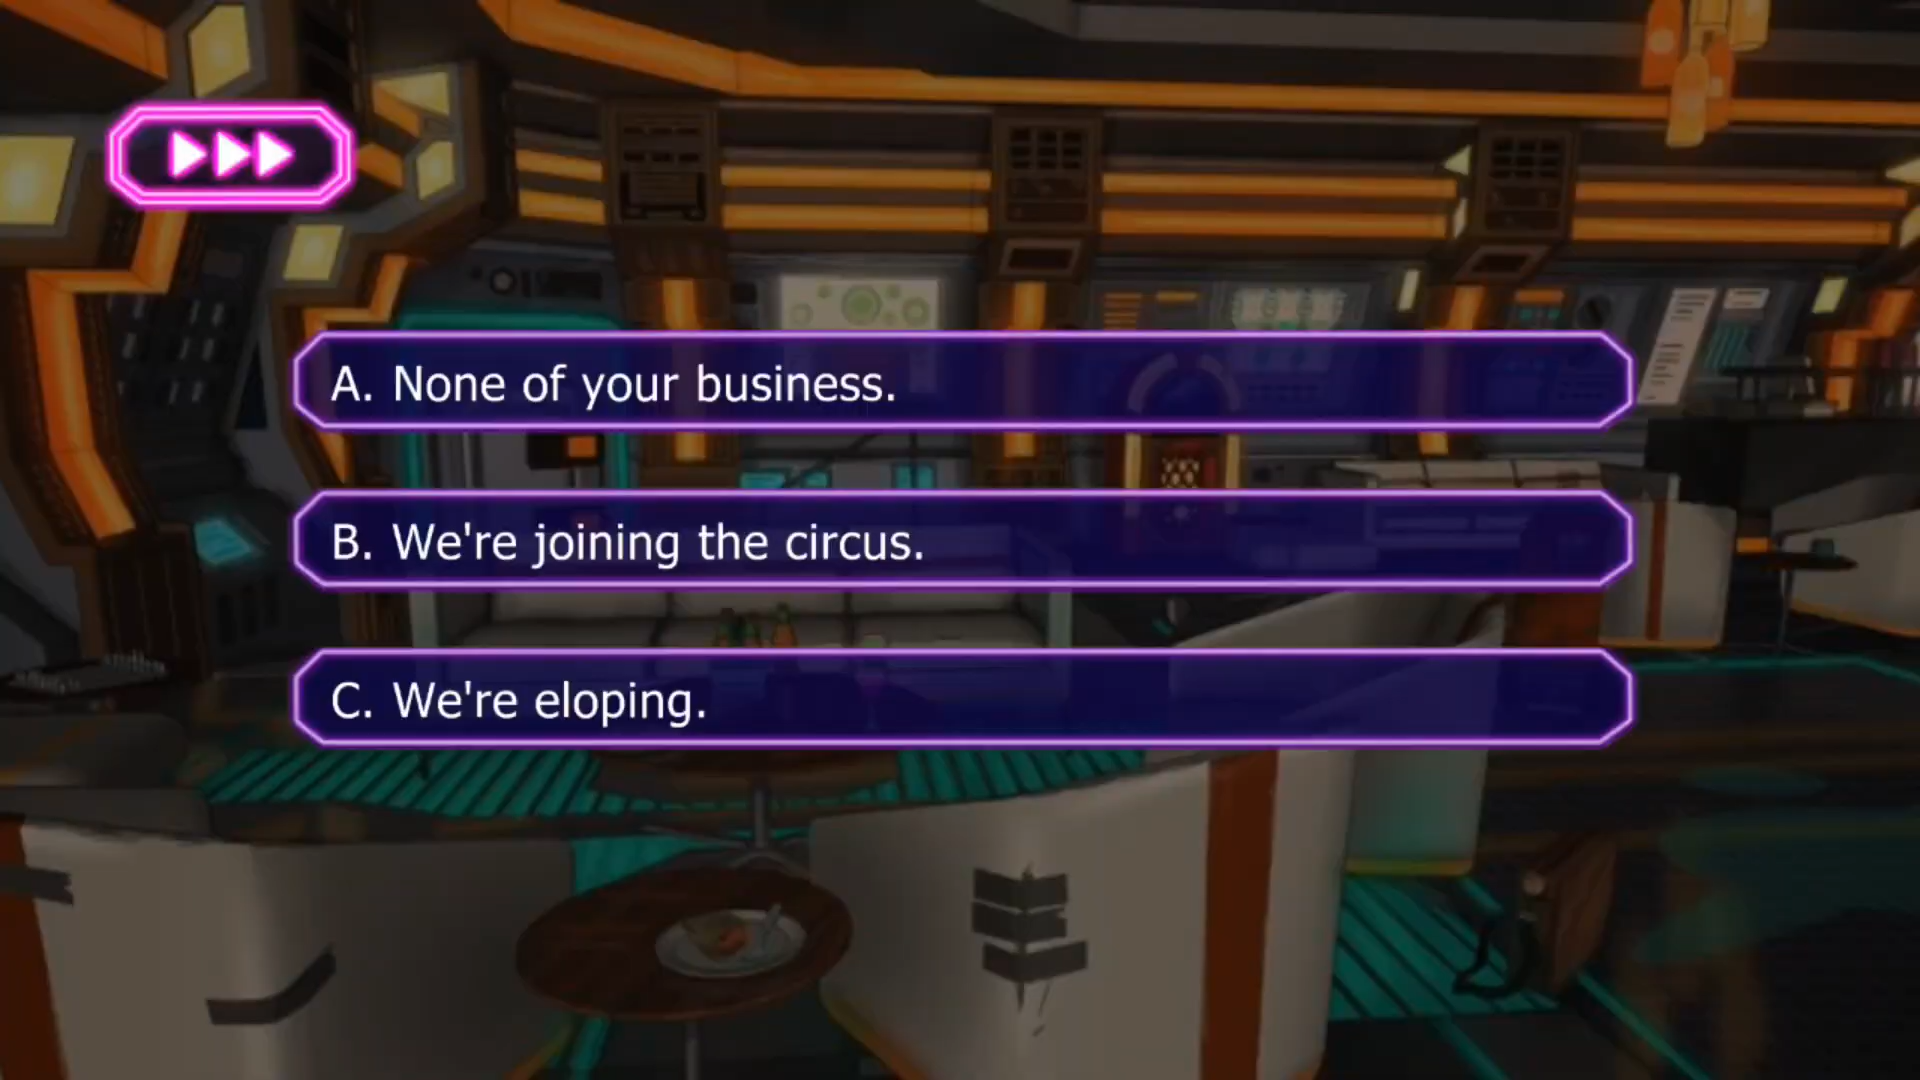 A. None of your business.
B. We're joining the circus.
C. We're eloping.